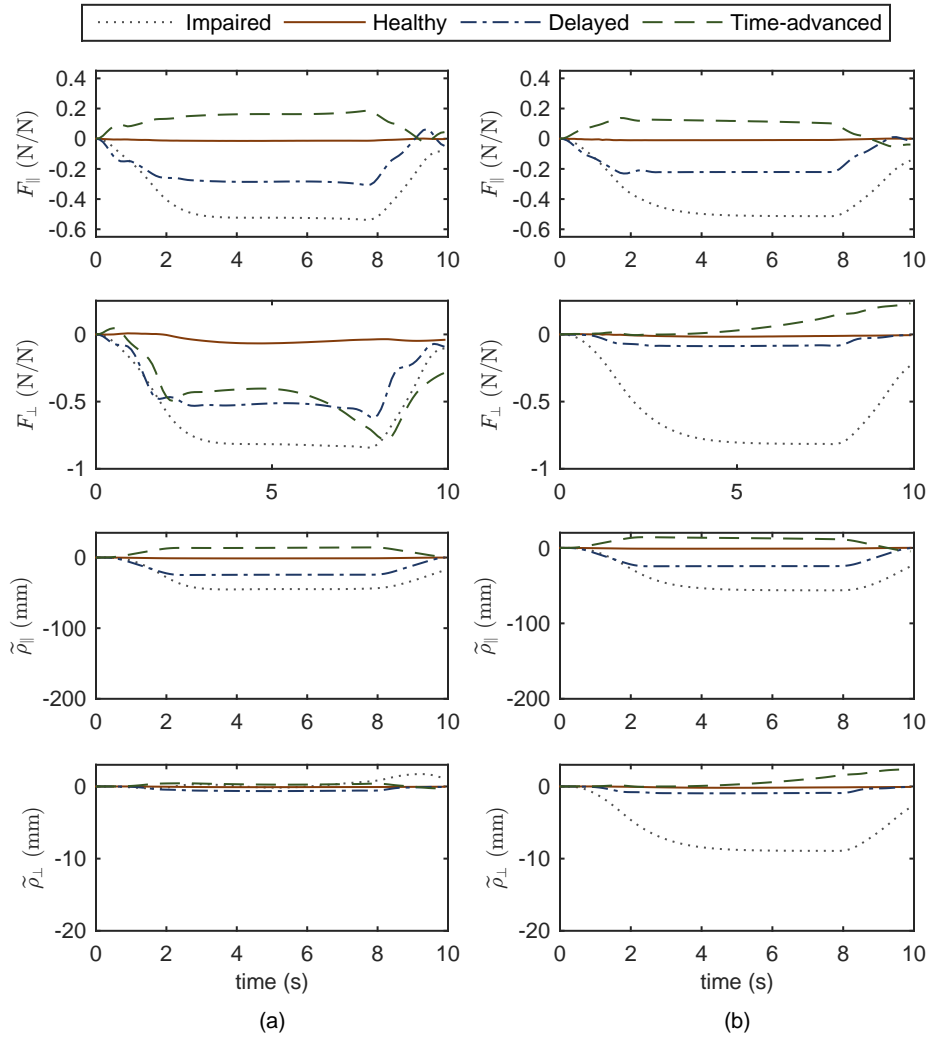 Impaired Healthy Delayed Time-advanced
0.4
0.2
0
-0.2
-0.4
-0.6
F∥ (N/N)
0 2 4 6 8 10
0.4
0.2
0
-0.2
-0.4
-0.6
F∥ (N/N)
0 2 4 6 8 10
0
-0.5
-1
F⊥ (N/N)
0 5 10
0
-0.5
-1
F⊥ (N/N)
0 5 10
0
-100
-200
ρ̃∥ (mm)
0 2 4 6 8 10
0
-100
-200
ρ̃∥ (mm)
0 2 4 6 8 10
0
-10
-20
ρ̃⊥ (mm)
0 2 4 6 8 10
time (s)
(a)
0
-10
-20
ρ̃⊥ (mm)
0 2 4 6 8 10
time (s)
(b)